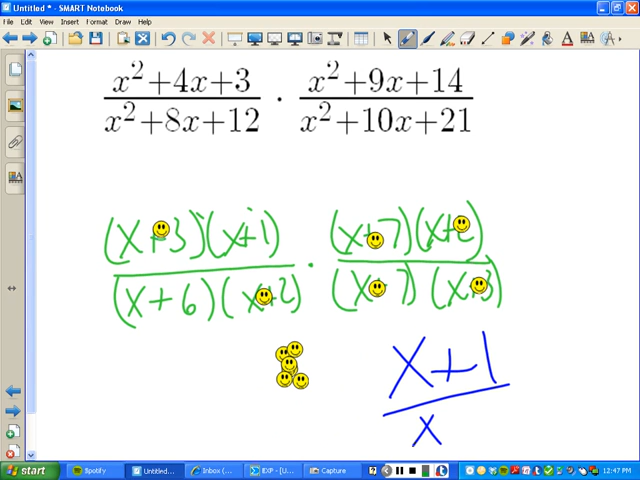 Untitled * - SMART Notebook
File Edit View Insert Format Draw Help
x² + 4x + 3 / x² + 8x + 12 · x² + 9x + 14 / x² + 10x + 21
(x+3)(x+1) / (x+6)(x+2) · (x+7)(x+2) / (x+7)(x+3)
x+1
x
start Spotify Untitled... Inbox ( EXP - [U... Capture 12:47 PM